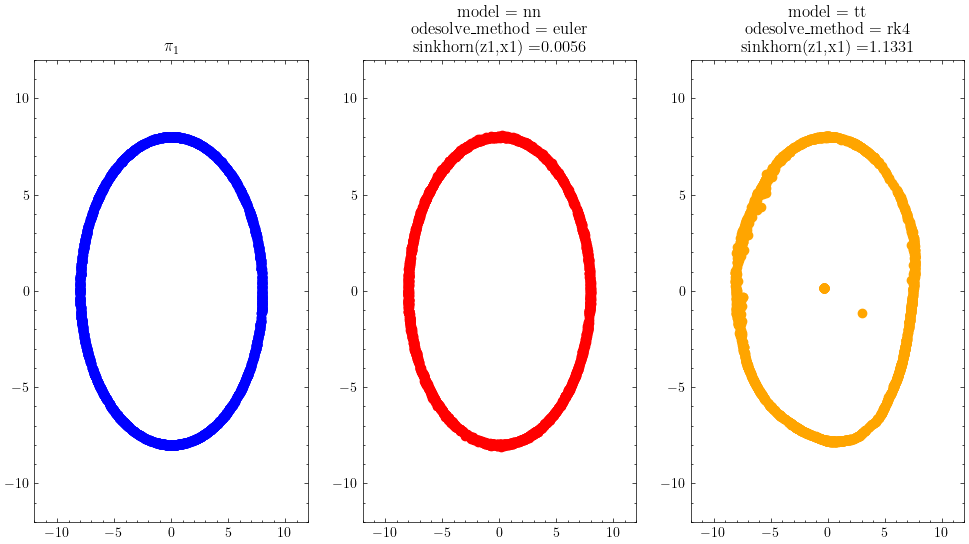 π₁
10
5
0
−5
−10
−10 −5 0 5 10
model = nn
odesolve_method = euler
sinkhorn(z1,x1) =0.0056
10
5
0
−5
−10
−10 −5 0 5 10
model = tt
odesolve_method = rk4
sinkhorn(z1,x1) =1.1331
10
5
0
−5
−10
−10 −5 0 5 10